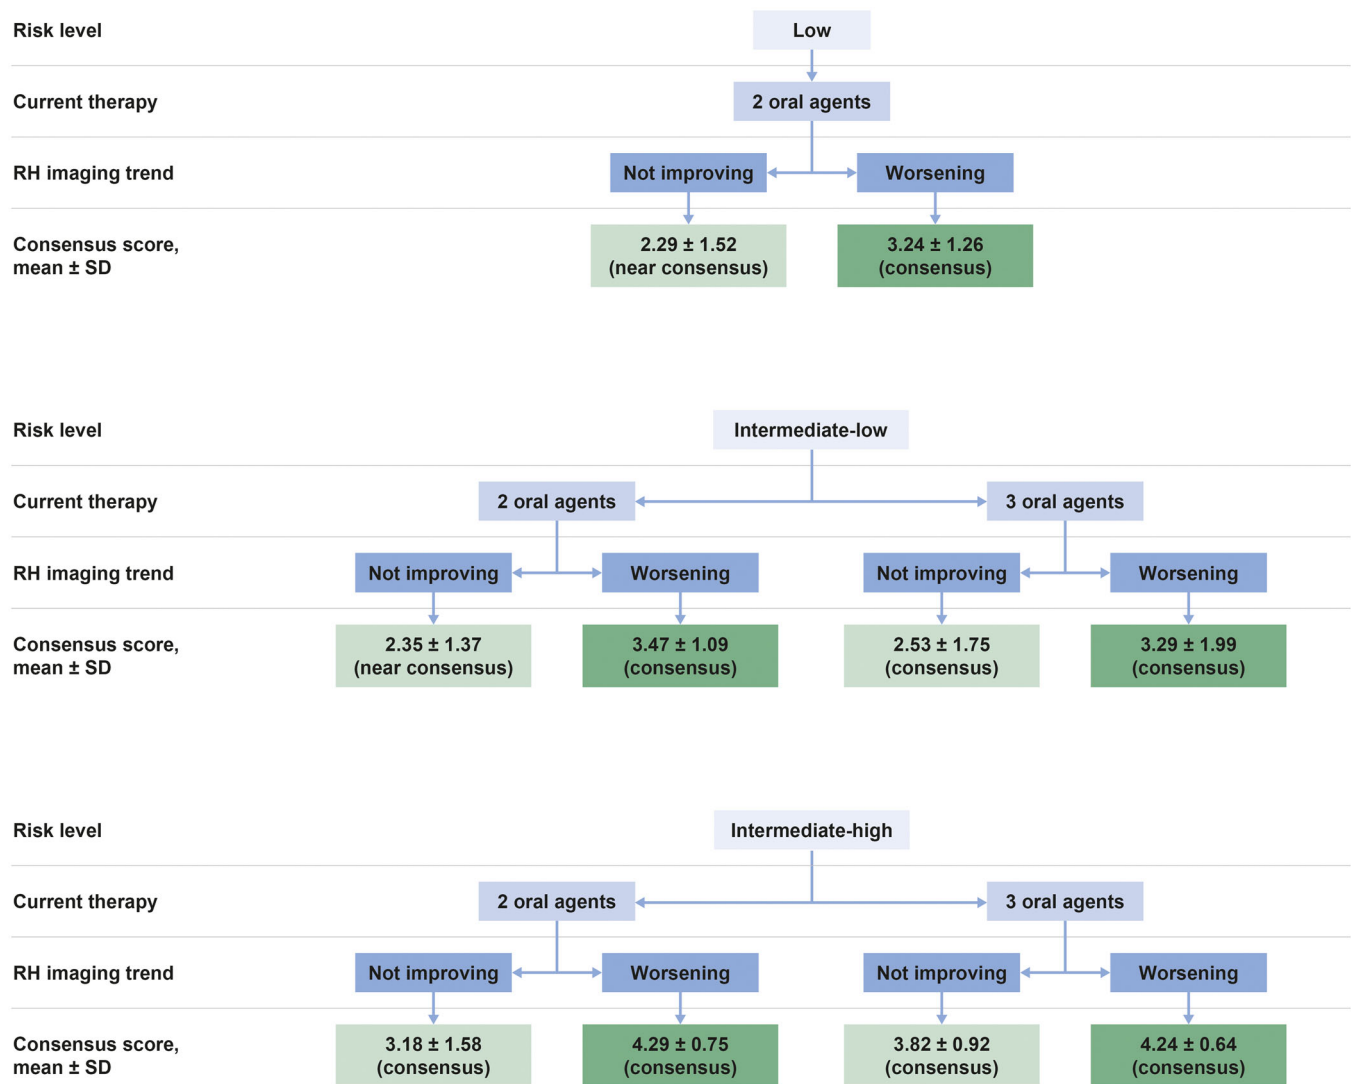 Risk level
Low
Current therapy
2 oral agents
RH imaging trend
Not improving
Worsening
Consensus score,
mean ± SD
2.29 ± 1.52
(near consensus)
3.24 ± 1.26
(consensus)
Risk level
Intermediate-low
Current therapy
2 oral agents
3 oral agents
RH imaging trend
Not improving
Worsening
Not improving
Worsening
Consensus score,
mean ± SD
2.35 ± 1.37
(near consensus)
3.47 ± 1.09
(consensus)
2.53 ± 1.75
(consensus)
3.29 ± 1.99
(consensus)
Risk level
Intermediate-high
Current therapy
2 oral agents
3 oral agents
RH imaging trend
Not improving
Worsening
Not improving
Worsening
Consensus score,
mean ± SD
3.18 ± 1.58
(consensus)
4.29 ± 0.75
(consensus)
3.82 ± 0.92
(consensus)
4.24 ± 0.64
(consensus)